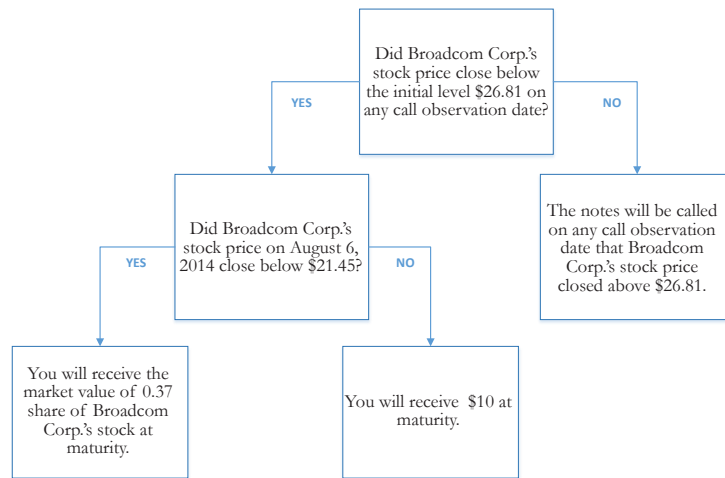 Did Broadcom Corp.'s
stock price close below
the initial level $26.81 on
any call observation date?
YES
NO
Did Broadcom Corp.'s
stock price on August 6,
2014 close below $21.45?
The notes will be called
on any call observation
date that Broadcom
Corp.'s stock price
closed above $26.81.
YES
NO
You will receive the
market value of 0.37
share of Broadcom
Corp.'s stock at
maturity.
You will receive $10 at
maturity.